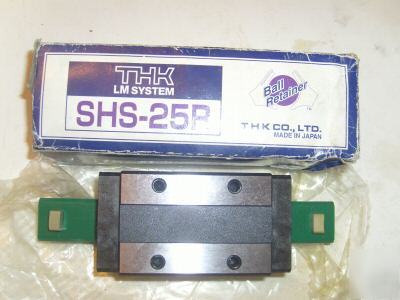 THK
LM SYSTEM
SHS-25R
Ball
Retainer
THK CO., LTD.
MADE IN JAPAN